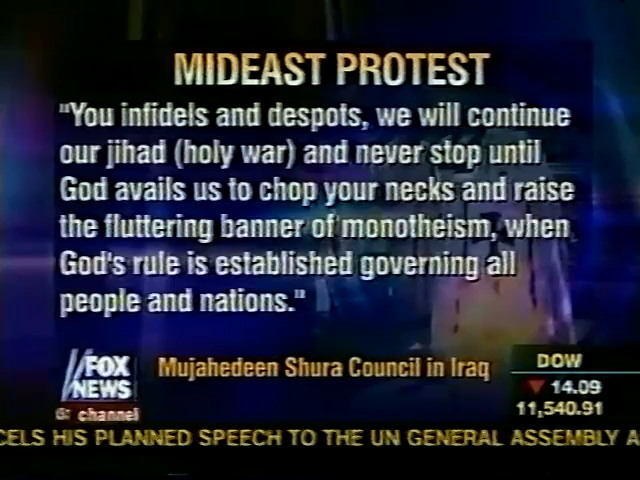 MIDEAST PROTEST
"You infidels and despots, we will continue
our jihad (holy war) and never stop until
God avails us to chop your necks and raise
the fluttering banner of monotheism, when
God's rule is established governing all
people and nations."
Mujahedeen Shura Council in Iraq
FOX
NEWS
channel
DOW
▼ 14.09
11,540.91
CELS HIS PLANNED SPEECH TO THE UN GENERAL ASSEMBLY A